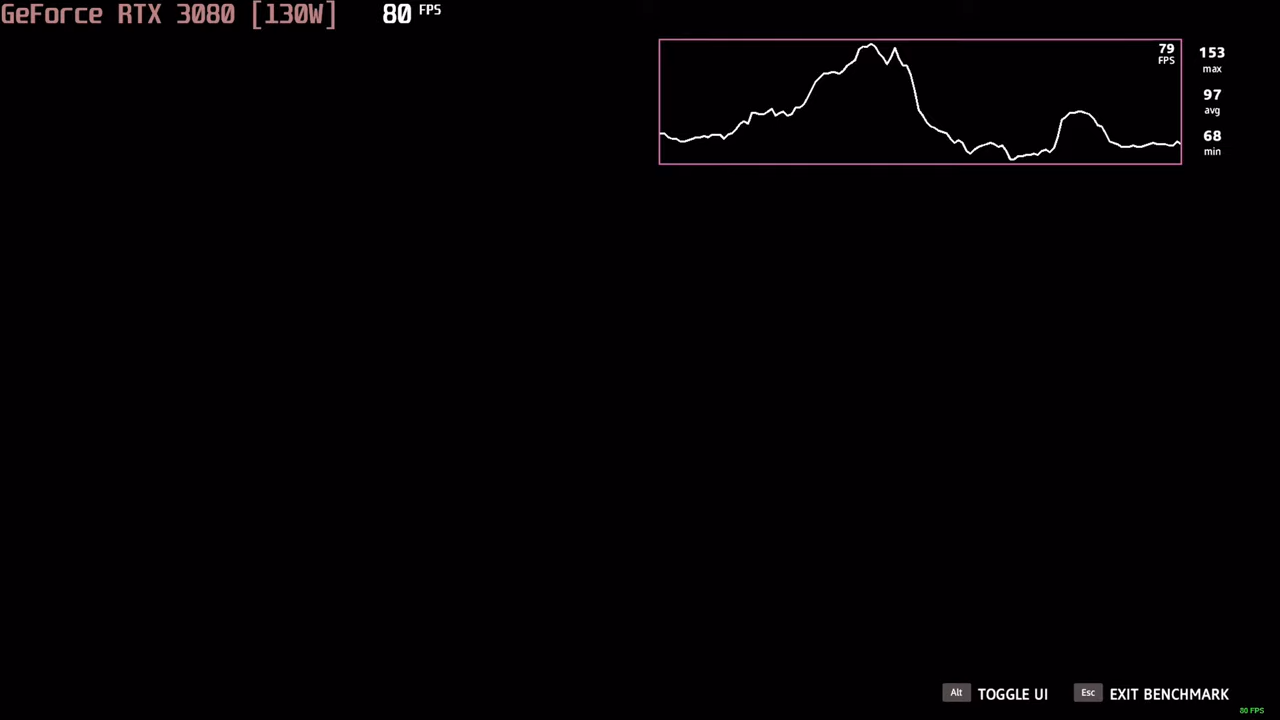 GeForce RTX 3080 [130W] 80 FPS
79
FPS
153
max
97
avg
68
min
Alt TOGGLE UI Esc EXIT BENCHMARK
80 FPS